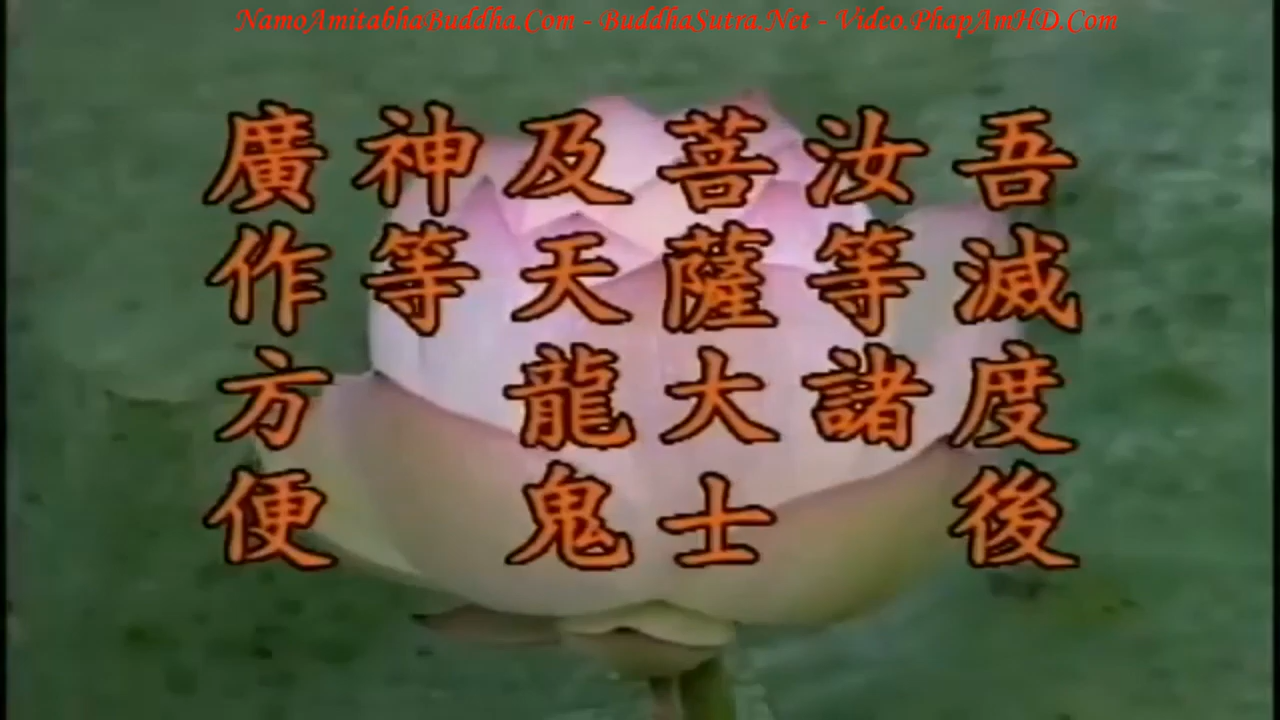 NamoAmitabhaBuddha.Com - BuddhaSutra.Net - Video.PhapAmHD.Com
吾滅度後
汝等諸
菩薩大士
及天龍鬼
神等
廣作方便